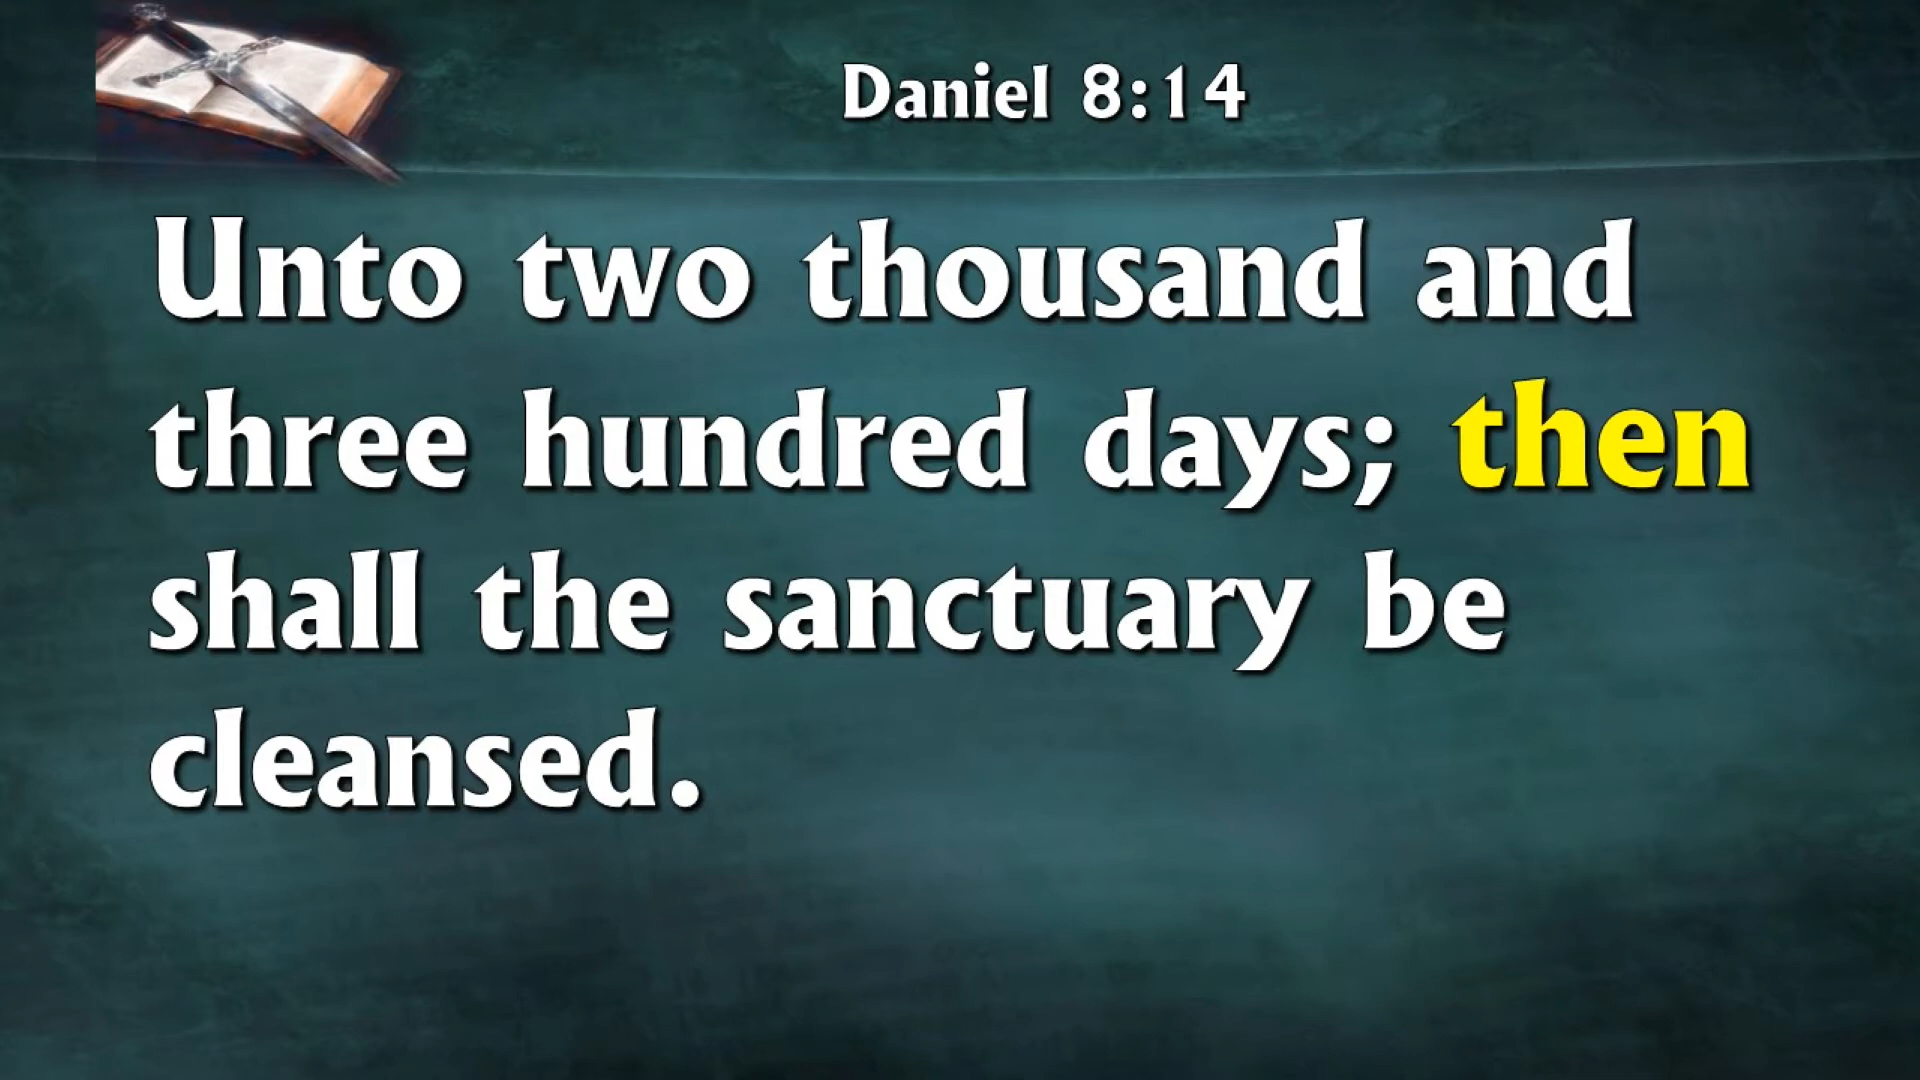 Daniel 8:14
Unto two thousand and
three hundred days; then
shall the sanctuary be
cleansed.